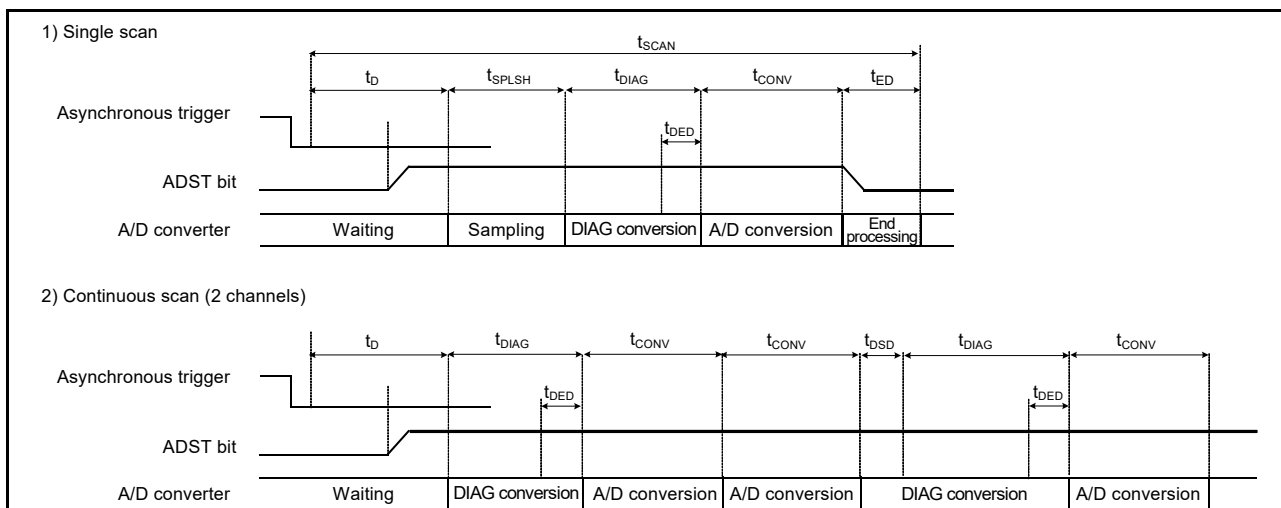 1) Single scan
tSCAN
tD tSPLSH tDIAG tCONV tED
Asynchronous trigger
tDED
ADST bit
A/D converter Waiting Sampling DIAG conversion A/D conversion End processing
2) Continuous scan (2 channels)
tD tDIAG tCONV tCONV tDSD tDIAG tCONV
Asynchronous trigger
tDED tDED
ADST bit
A/D converter Waiting DIAG conversion A/D conversion A/D conversion DIAG conversion A/D conversion